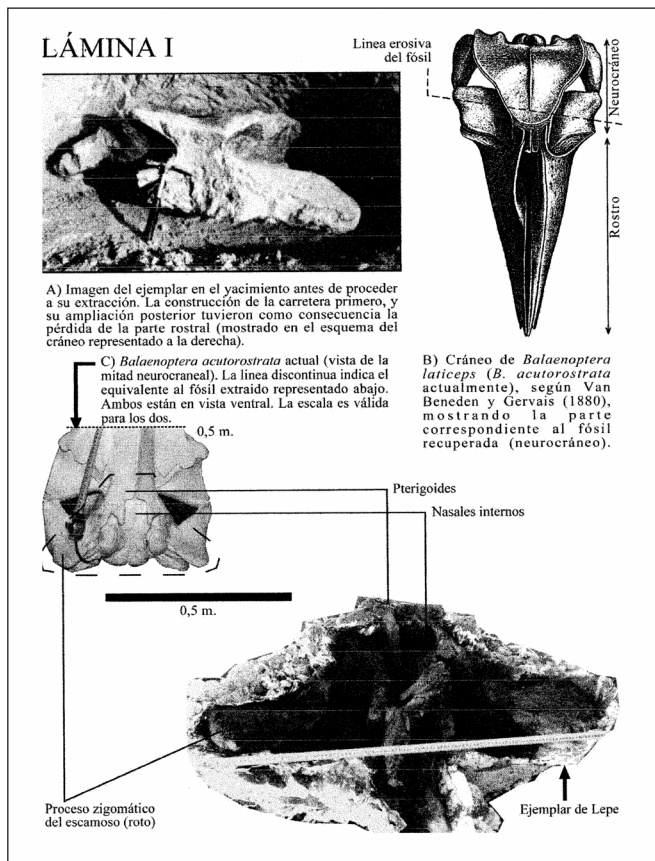 LÁMINA I
Linea erosiva
del fósil
Neurocráneo
Rostro
A) Imagen del ejemplar en el yacimiento antes de proceder
a su extracción. La construcción de la carretera primero, y
su ampliación posterior tuvieron como consecuencia la
pérdida de la parte rostral (mostrado en el esquema del
cráneo representado a la derecha).
C) Balaenoptera acutorostrata actual (vista de la
mitad neurocraneal). La linea discontinua indica el
equivalente al fósil extraído representado abajo.
Ambos están en vista ventral. La escala es válida
para los dos.
B) Cráneo de Balaenoptera
laticeps (B. acutorostrata
actualmente), según Van
Beneden y Gervais (1880),
mostrando la parte
correspondiente al fósil
recuperada (neurocráneo).
0,5 m.
Pterigoides
Nasales internos
0,5 m.
Proceso zigomático
del escamoso (roto)
Ejemplar de Lepe